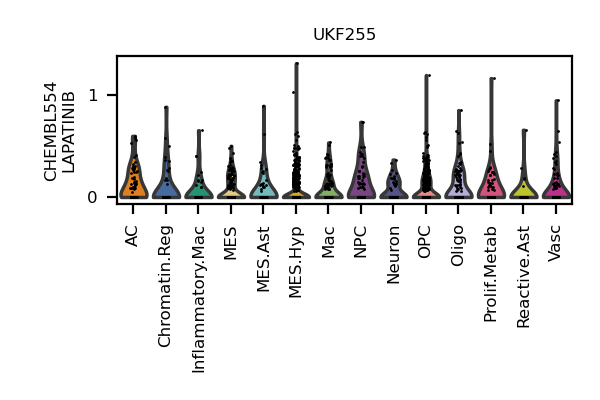 UKF255
CHEMBL554
LAPATINIB
1
0
AC
Chromatin.Reg
Inflammatory.Mac
MES
MES.Ast
MES.Hyp
Mac
NPC
Neuron
OPC
Oligo
Prolif.Metab
Reactive.Ast
Vasc